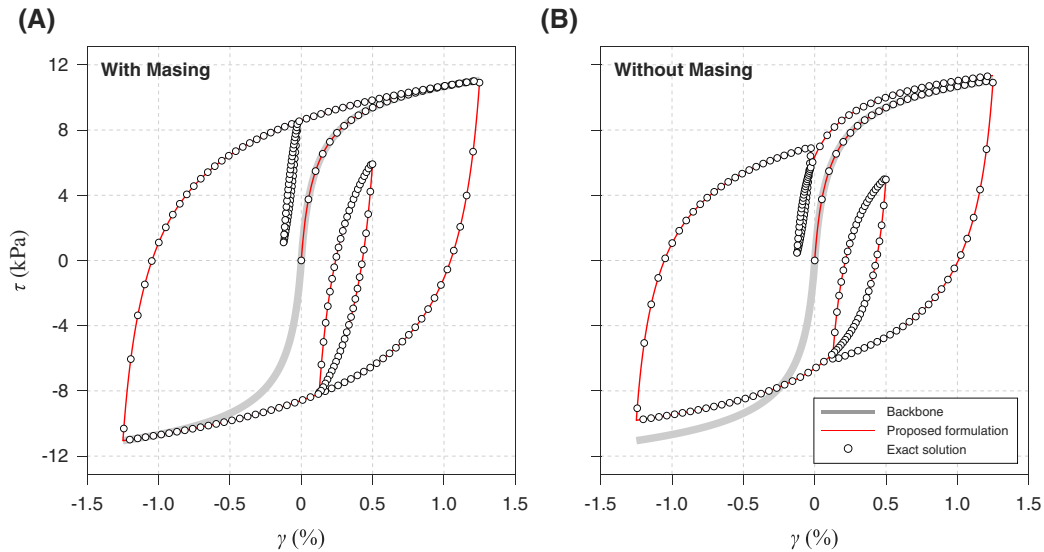 (A)
With Masing
12
8
4
0
-4
-8
-12
τ (kPa)
-1.5 -1.0 -0.5 0 0.5 1.0 1.5
γ (%)
(B)
Without Masing
Backbone
Proposed formulation
Exact solution
-1.5 -1.0 -0.5 0 0.5 1.0 1.5
γ (%)